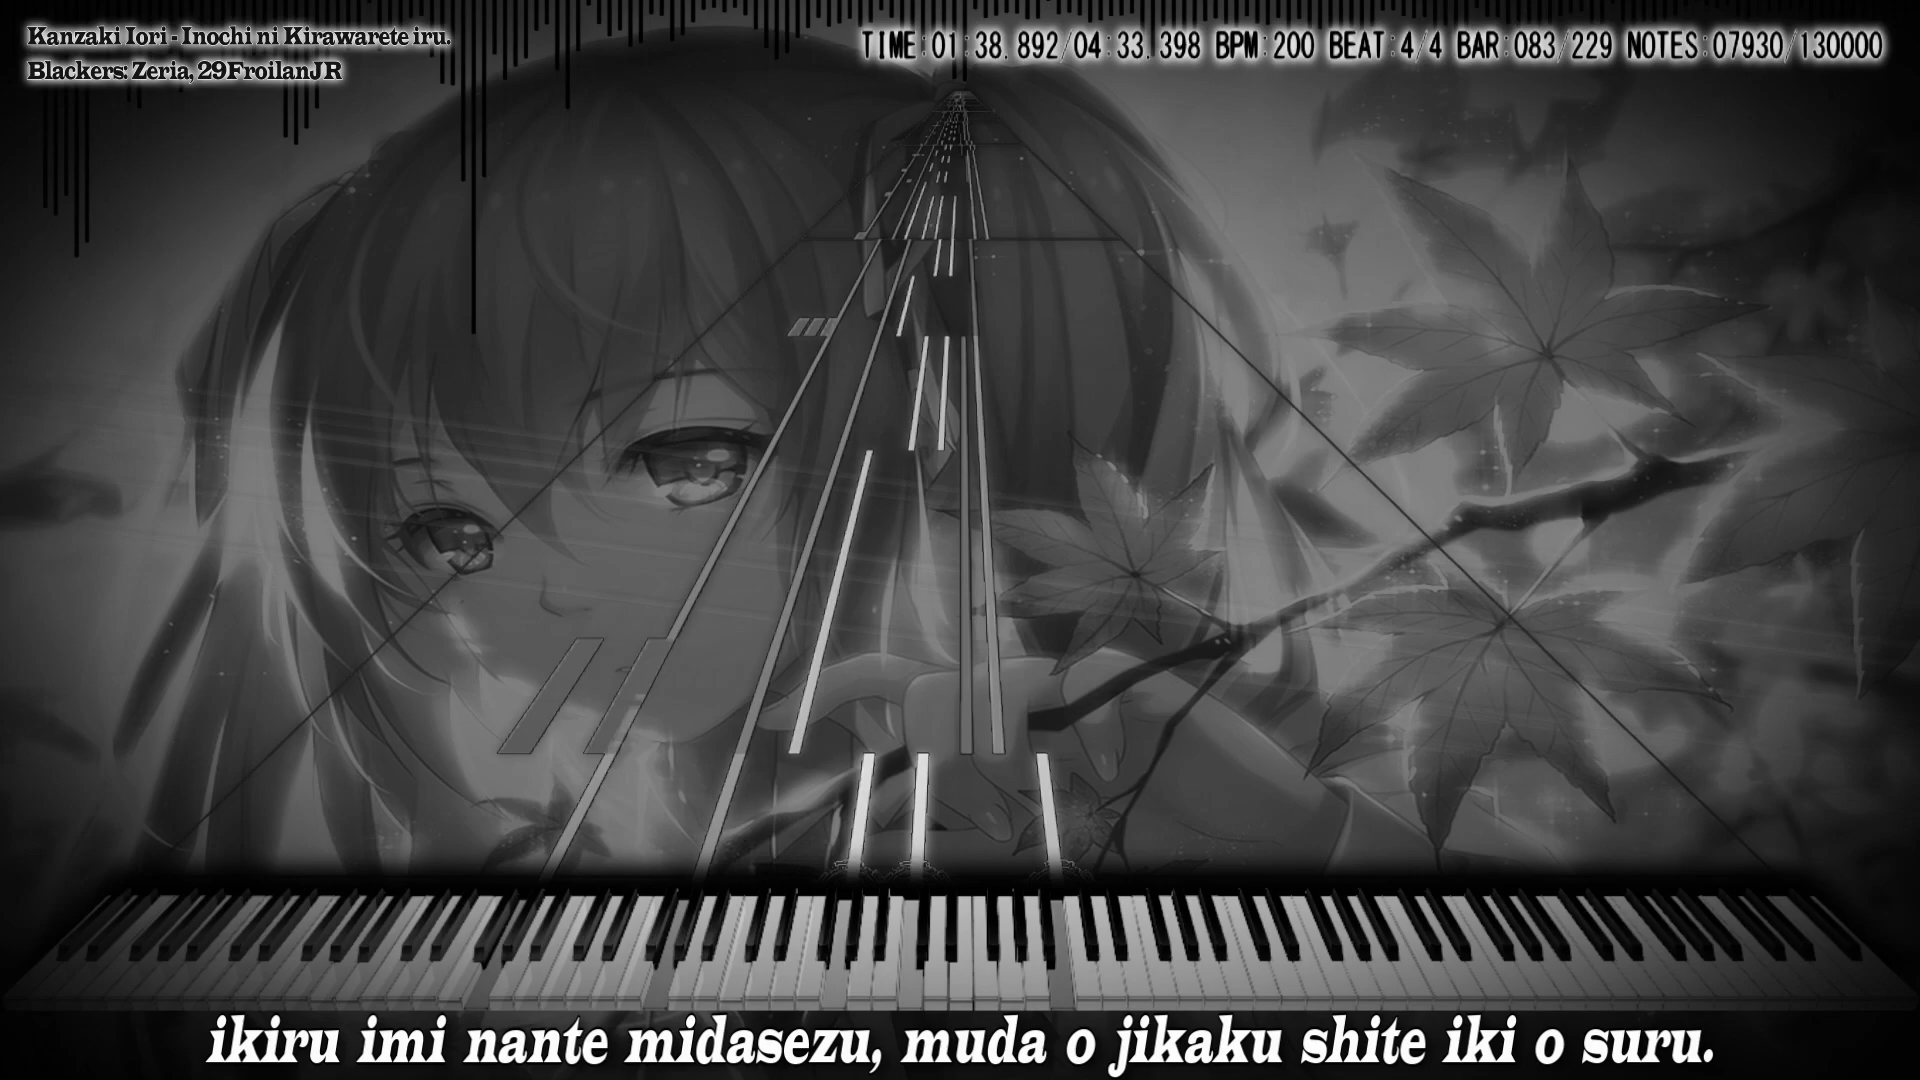 Kanzaki Iori - Inochi ni Kirawarete iru.
Blackers: Zeria, 29FroilanJR
TIME:01:38.892/04:33.398 BPM:200 BEAT:4/4 BAR:083/229 NOTES:07930/130000
ikiru imi nante midasezu, muda o jikaku shite iki o suru.